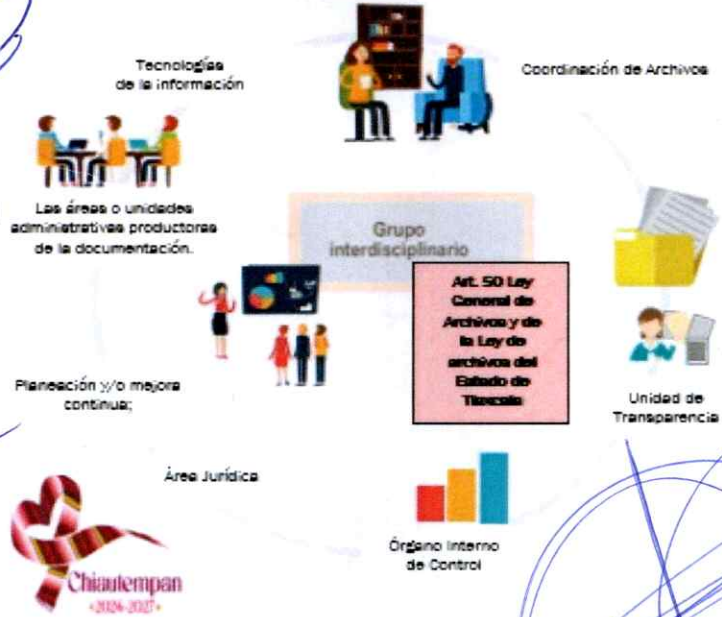 Tecnologías
de la información
Coordinación de Archivos
Las áreas o unidades
administrativas productoras
de la documentación.
Grupo
interdisciplinario
Art. 50 Ley
General de
Archivos y de
la Ley de
archivos del
Estado de
Tlaxcala
Planeación y/o mejora
continua;
Unidad de
Transparencia
Área Jurídica
Órgano Interno
de Control
Chiautempan